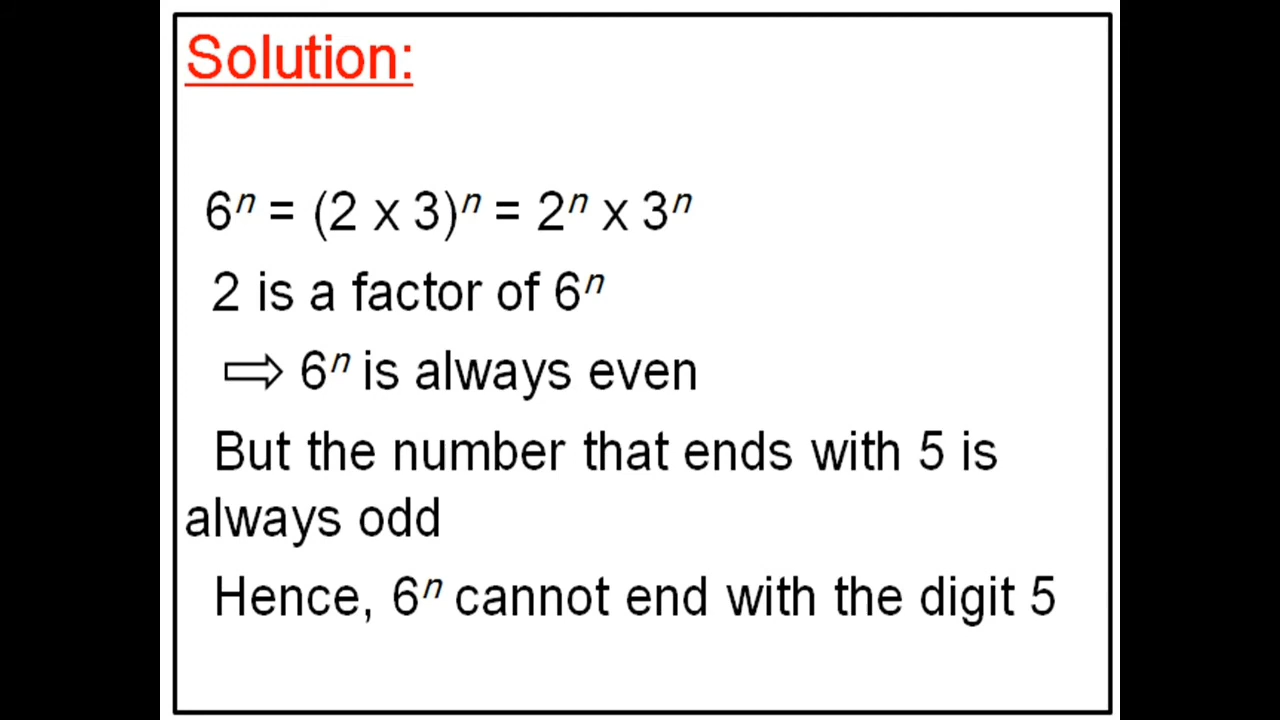 Solution:
6ⁿ = (2 x 3)ⁿ = 2ⁿ x 3ⁿ
2 is a factor of 6ⁿ
⇨ 6ⁿ is always even
But the number that ends with 5 is
always odd
Hence, 6ⁿ cannot end with the digit 5